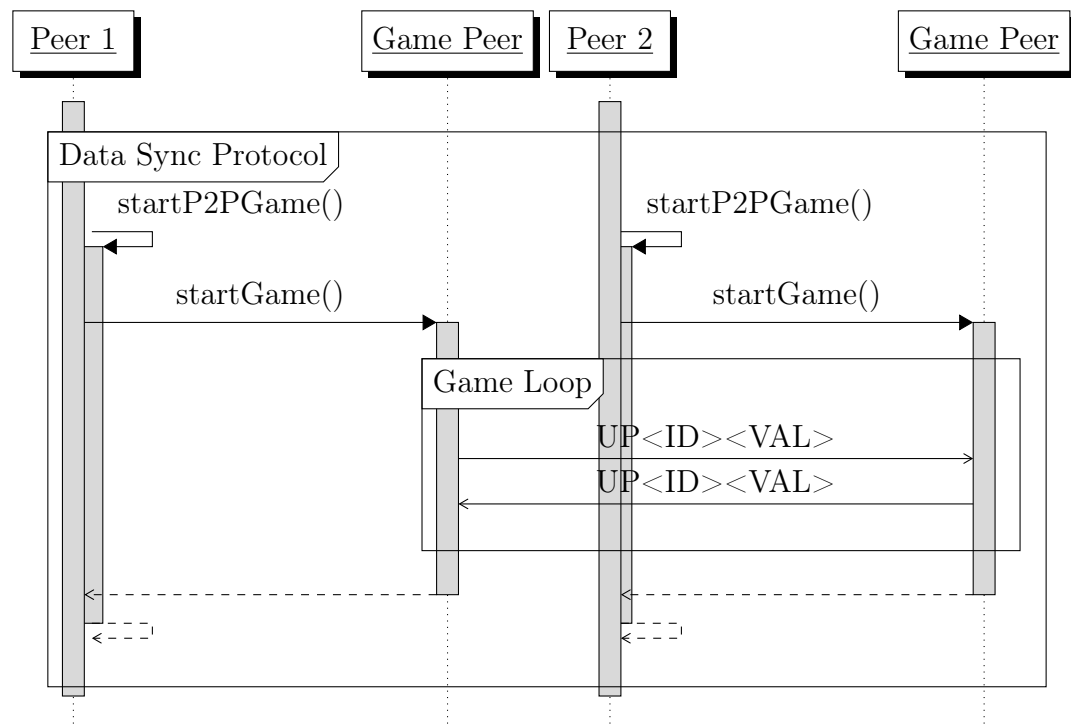 Peer 1
Game Peer
Peer 2
Game Peer
Data Sync Protocol
startP2PGame()
startP2PGame()
startGame()
startGame()
Game Loop
UP<ID><VAL>
UP<ID><VAL>